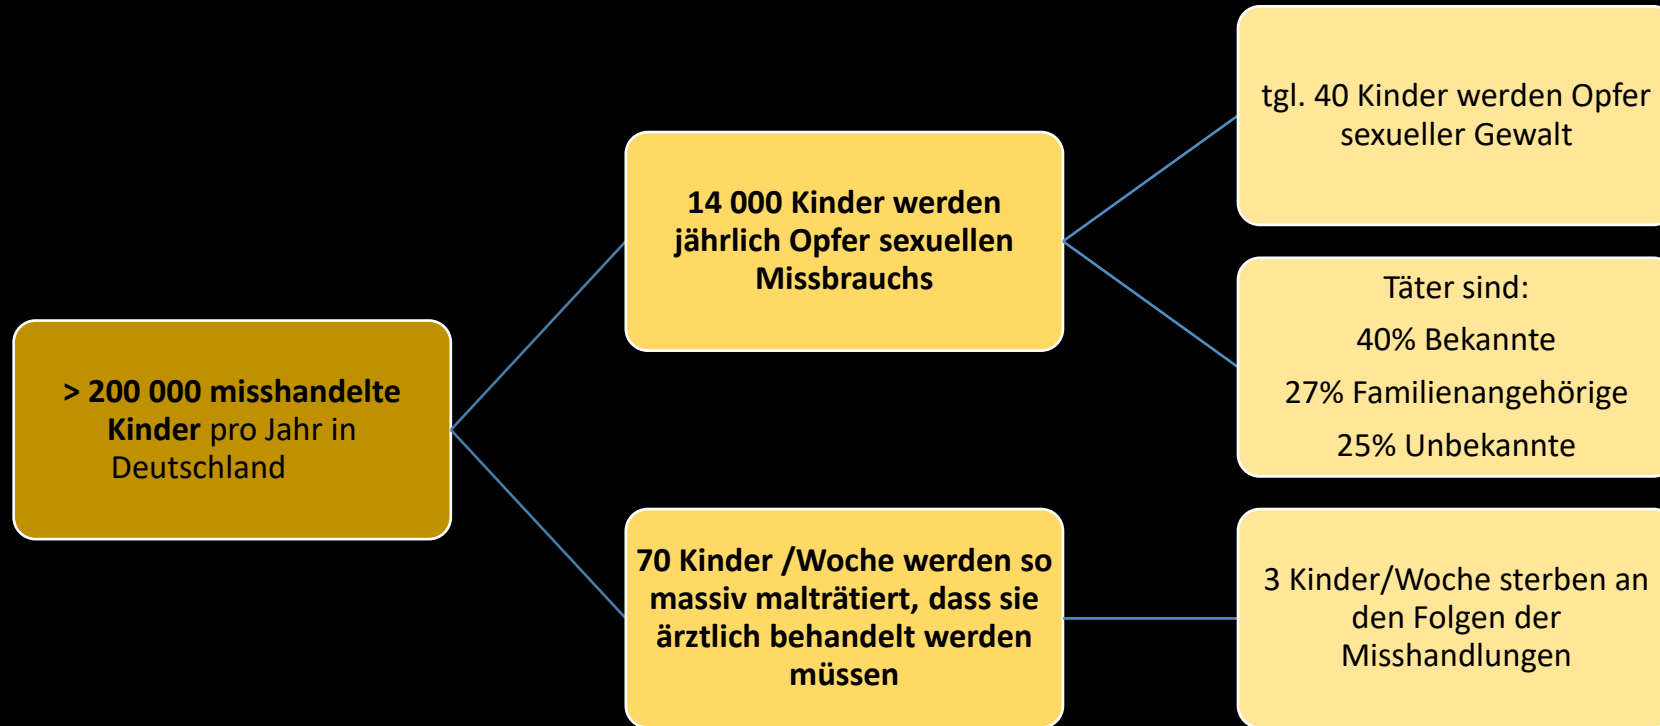 > 200 000 misshandelte
Kinder pro Jahr in
Deutschland
14 000 Kinder werden
jährlich Opfer sexuellen
Missbrauchs
70 Kinder /Woche werden so
massiv malträtiert, dass sie
ärztlich behandelt werden
müssen
tgl. 40 Kinder werden Opfer
sexueller Gewalt
Täter sind:
40% Bekannte
27% Familienangehörige
25% Unbekannte
3 Kinder/Woche sterben an
den Folgen der
Misshandlungen